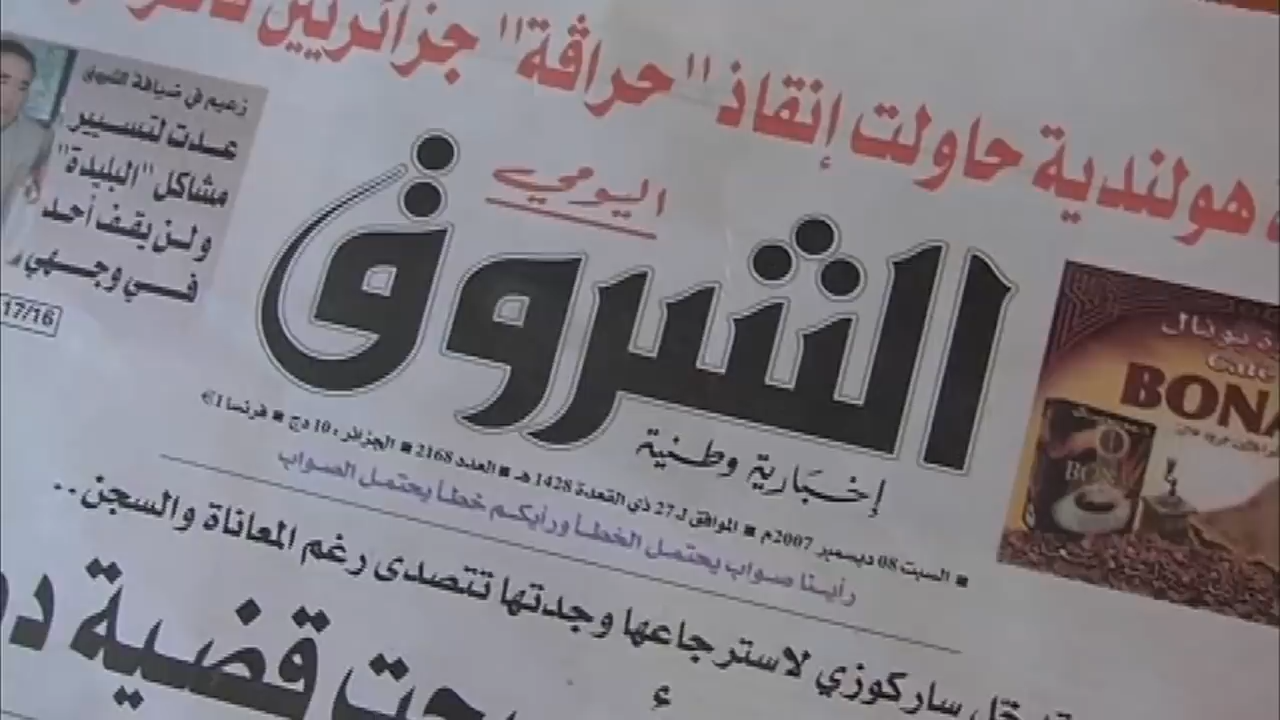 هولندية حاولت إنقاذ "حراقة" جزائريين
زعيم في ضيافة الشروق
عدت لتسيير
مشاكل "البليدة"
ولن يقف أحد
في وجهي
17/16
اليومي
الشروق
إخبارية وطنية
Café
BONA
BONA
■ السبت 08 ديسمبر 2007م ■ الموافق لـ 27 ذي القعدة 1428 هـ ■ العدد 2168 ■ الجزائر: 10 دج ■ فرنسا 1€
رأينا صواب يحتمل الخطأ ورأيكم خطأ يحتمل الصواب
ساركوزي لاسترجاعها وجدتها تتصدى رغم المعاناة والسجن..
قضية